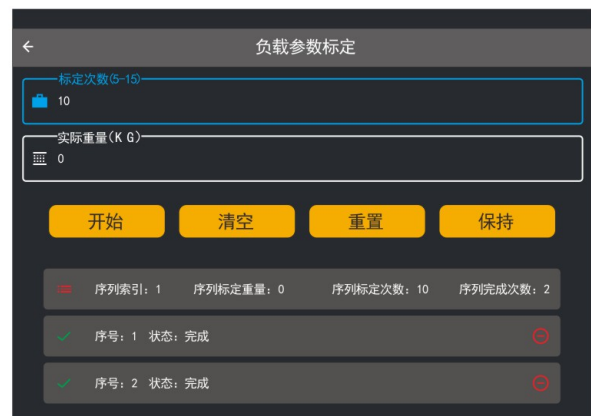 负载参数标定
标定次数(5-15)
10
实际重量(K G)
0
开始 清空 重置 保持
序列索引: 1 序列标定重量: 0 序列标定次数: 10 序列完成次数: 2
序号: 1 状态: 完成
序号: 2 状态: 完成